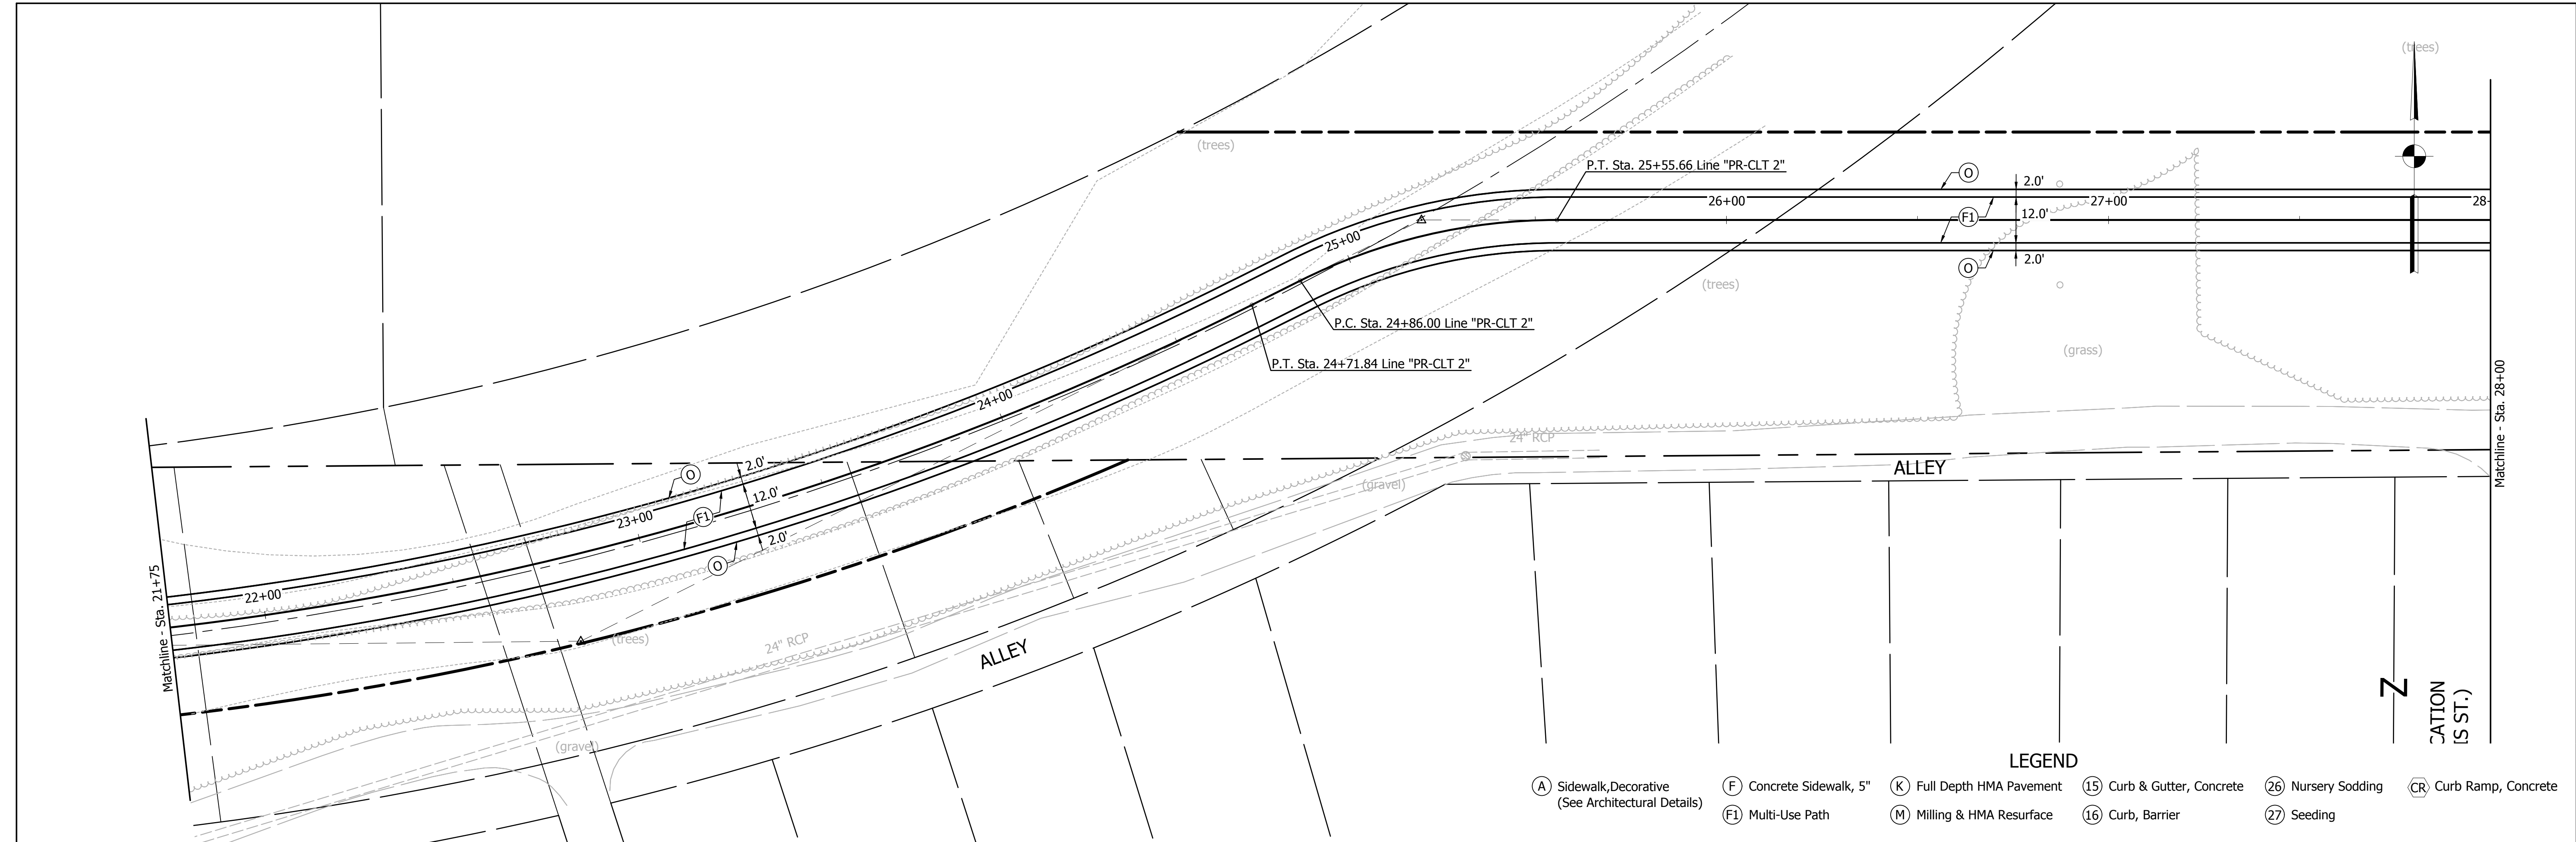 (trees)
(trees)
P.T. Sta. 25+55.66 Line "PR-CLT 2"
O
2.0'
26+00
27+00
28
F1
12.0'
25+00
O
2.0'
(trees)
P.C. Sta. 24+86.00 Line "PR-CLT 2"
(grass)
P.T. Sta. 24+71.84 Line "PR-CLT 2"
24+00
Matchline - Sta. 28+00
24" RCP
O
2.0'
ALLEY
12.0'
(gravel)
23+00
F1
2.0'
O
Matchline - Sta. 21+75
22+00
(trees)
24" RCP
ALLEY
N
CATION
S ST.)
(gravel)
LEGEND
A Sidewalk,Decorative
(See Architectural Details)
F Concrete Sidewalk, 5"
F1 Multi-Use Path
K Full Depth HMA Pavement
M Milling & HMA Resurface
15 Curb & Gutter, Concrete
16 Curb, Barrier
26 Nursery Sodding
27 Seeding
CR Curb Ramp, Concrete